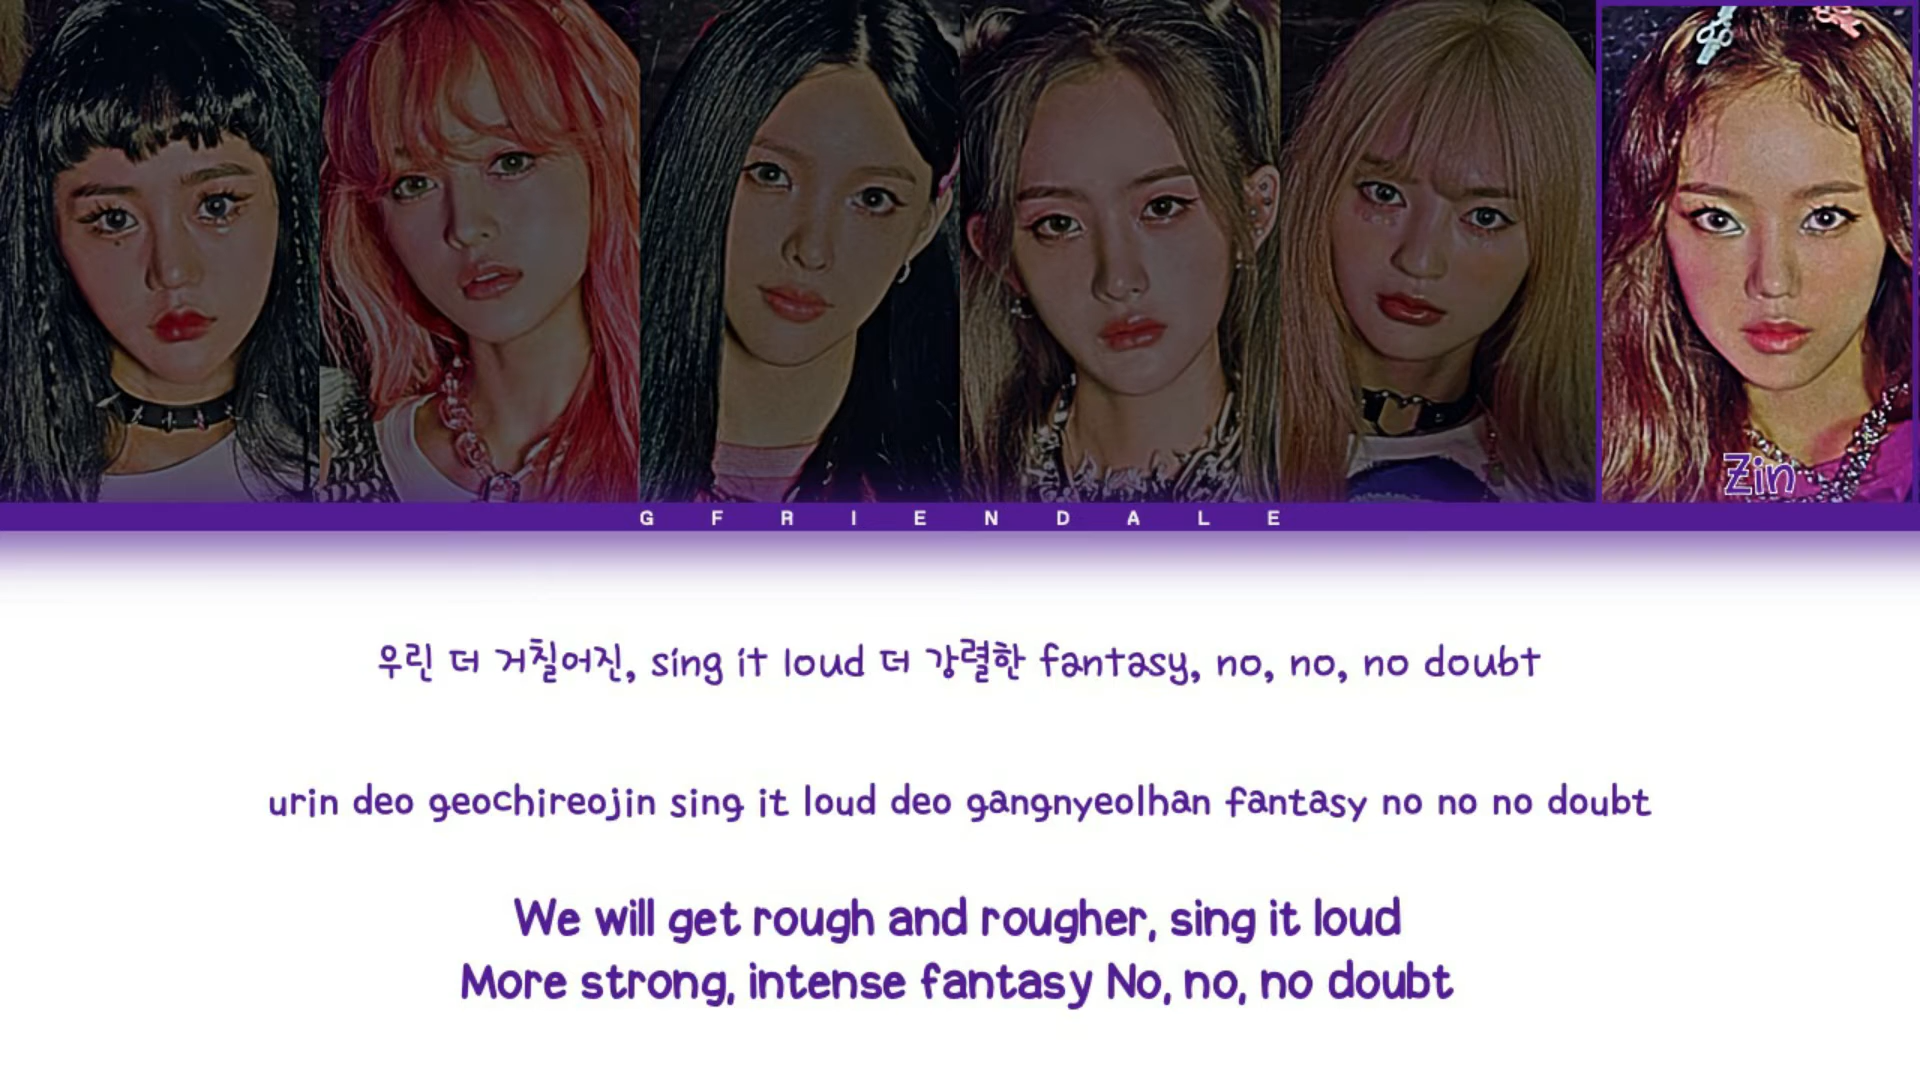 Zin
GFRIENDALE
우린 더 거칠어진, sing it loud 더 강렬한 fantasy, no, no, no doubt
urin deo geochireojin sing it loud deo gangnyeolhan fantasy no no no doubt
We will get rough and rougher, sing it loud
More strong, intense fantasy No, no, no doubt